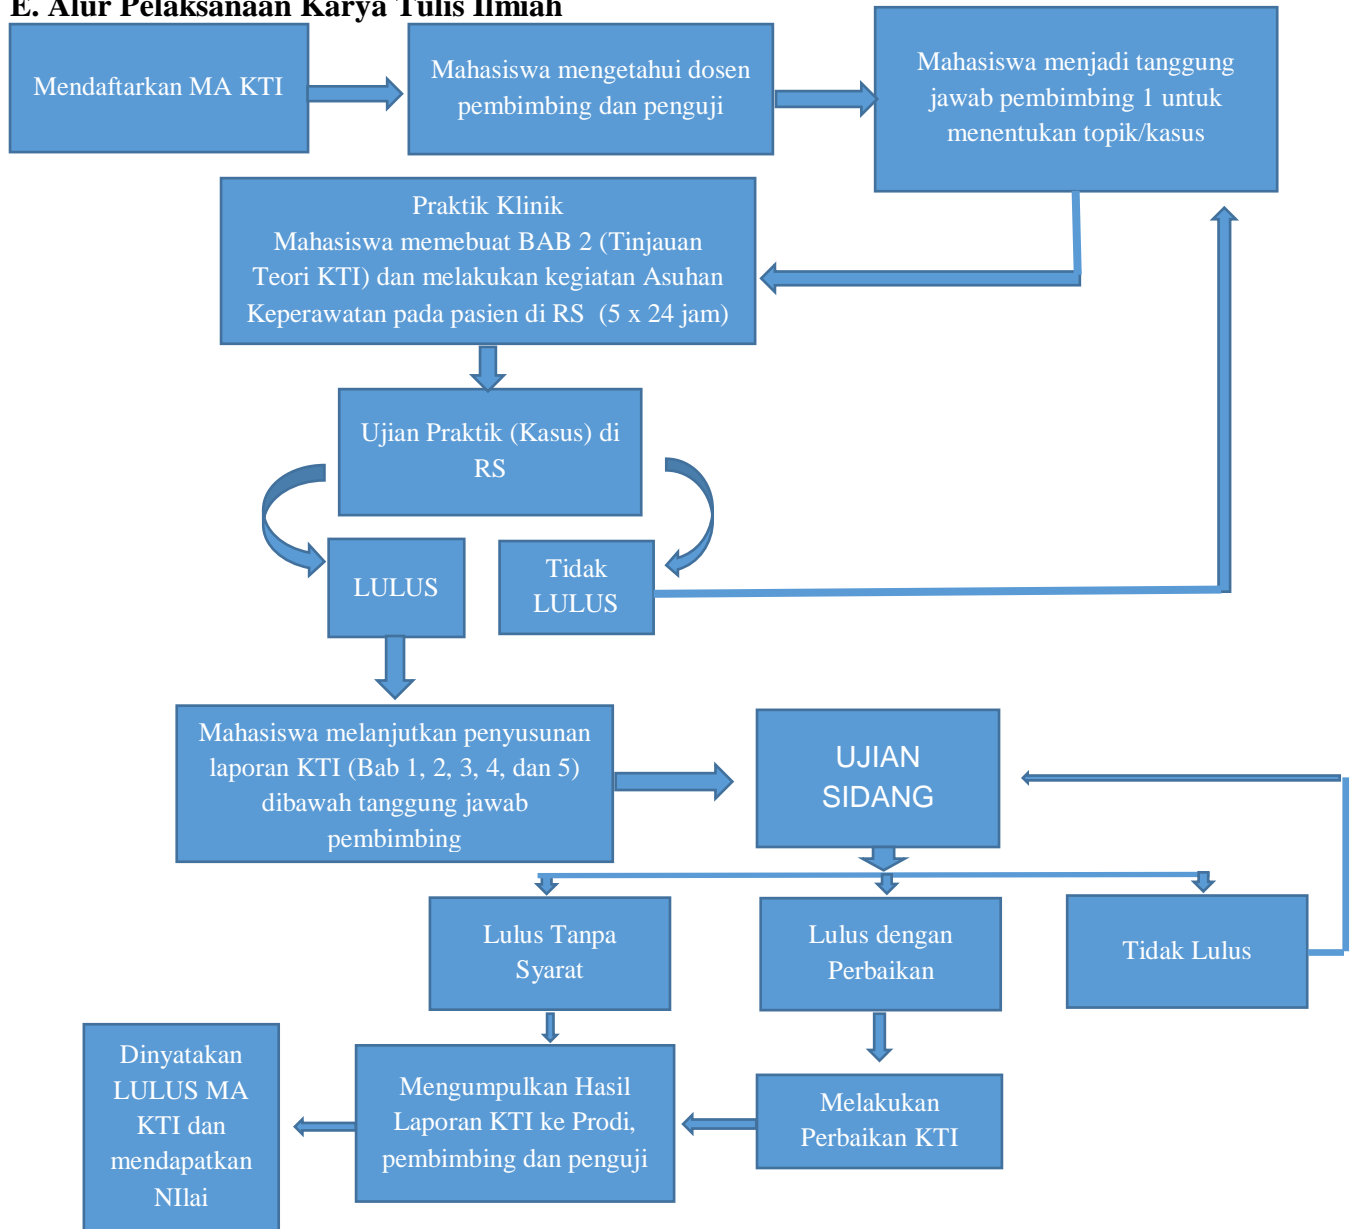 E. Alur Pelaksanaan Karya Tulis Ilmiah
Mendaftarkan MA KTI
Mahasiswa mengetahui dosen
pembimbing dan penguji
Mahasiswa menjadi tanggung
jawab pembimbing 1 untuk
menentukan topik/kasus
Praktik Klinik
Mahasiswa memebuat BAB 2 (Tinjauan
Teori KTI) dan melakukan kegiatan Asuhan
Keperawatan pada pasien di RS (5 x 24 jam)
Ujian Praktik (Kasus) di
RS
LULUS
Tidak
LULUS
Mahasiswa melanjutkan penyusunan
laporan KTI (Bab 1, 2, 3, 4, dan 5)
dibawah tanggung jawab
pembimbing
UJIAN
SIDANG
Lulus Tanpa
Syarat
Lulus dengan
Perbaikan
Tidak Lulus
Dinyatakan
LULUS MA
KTI dan
mendapatkan
NIlai
Mengumpulkan Hasil
Laporan KTI ke Prodi,
pembimbing dan penguji
Melakukan
Perbaikan KTI